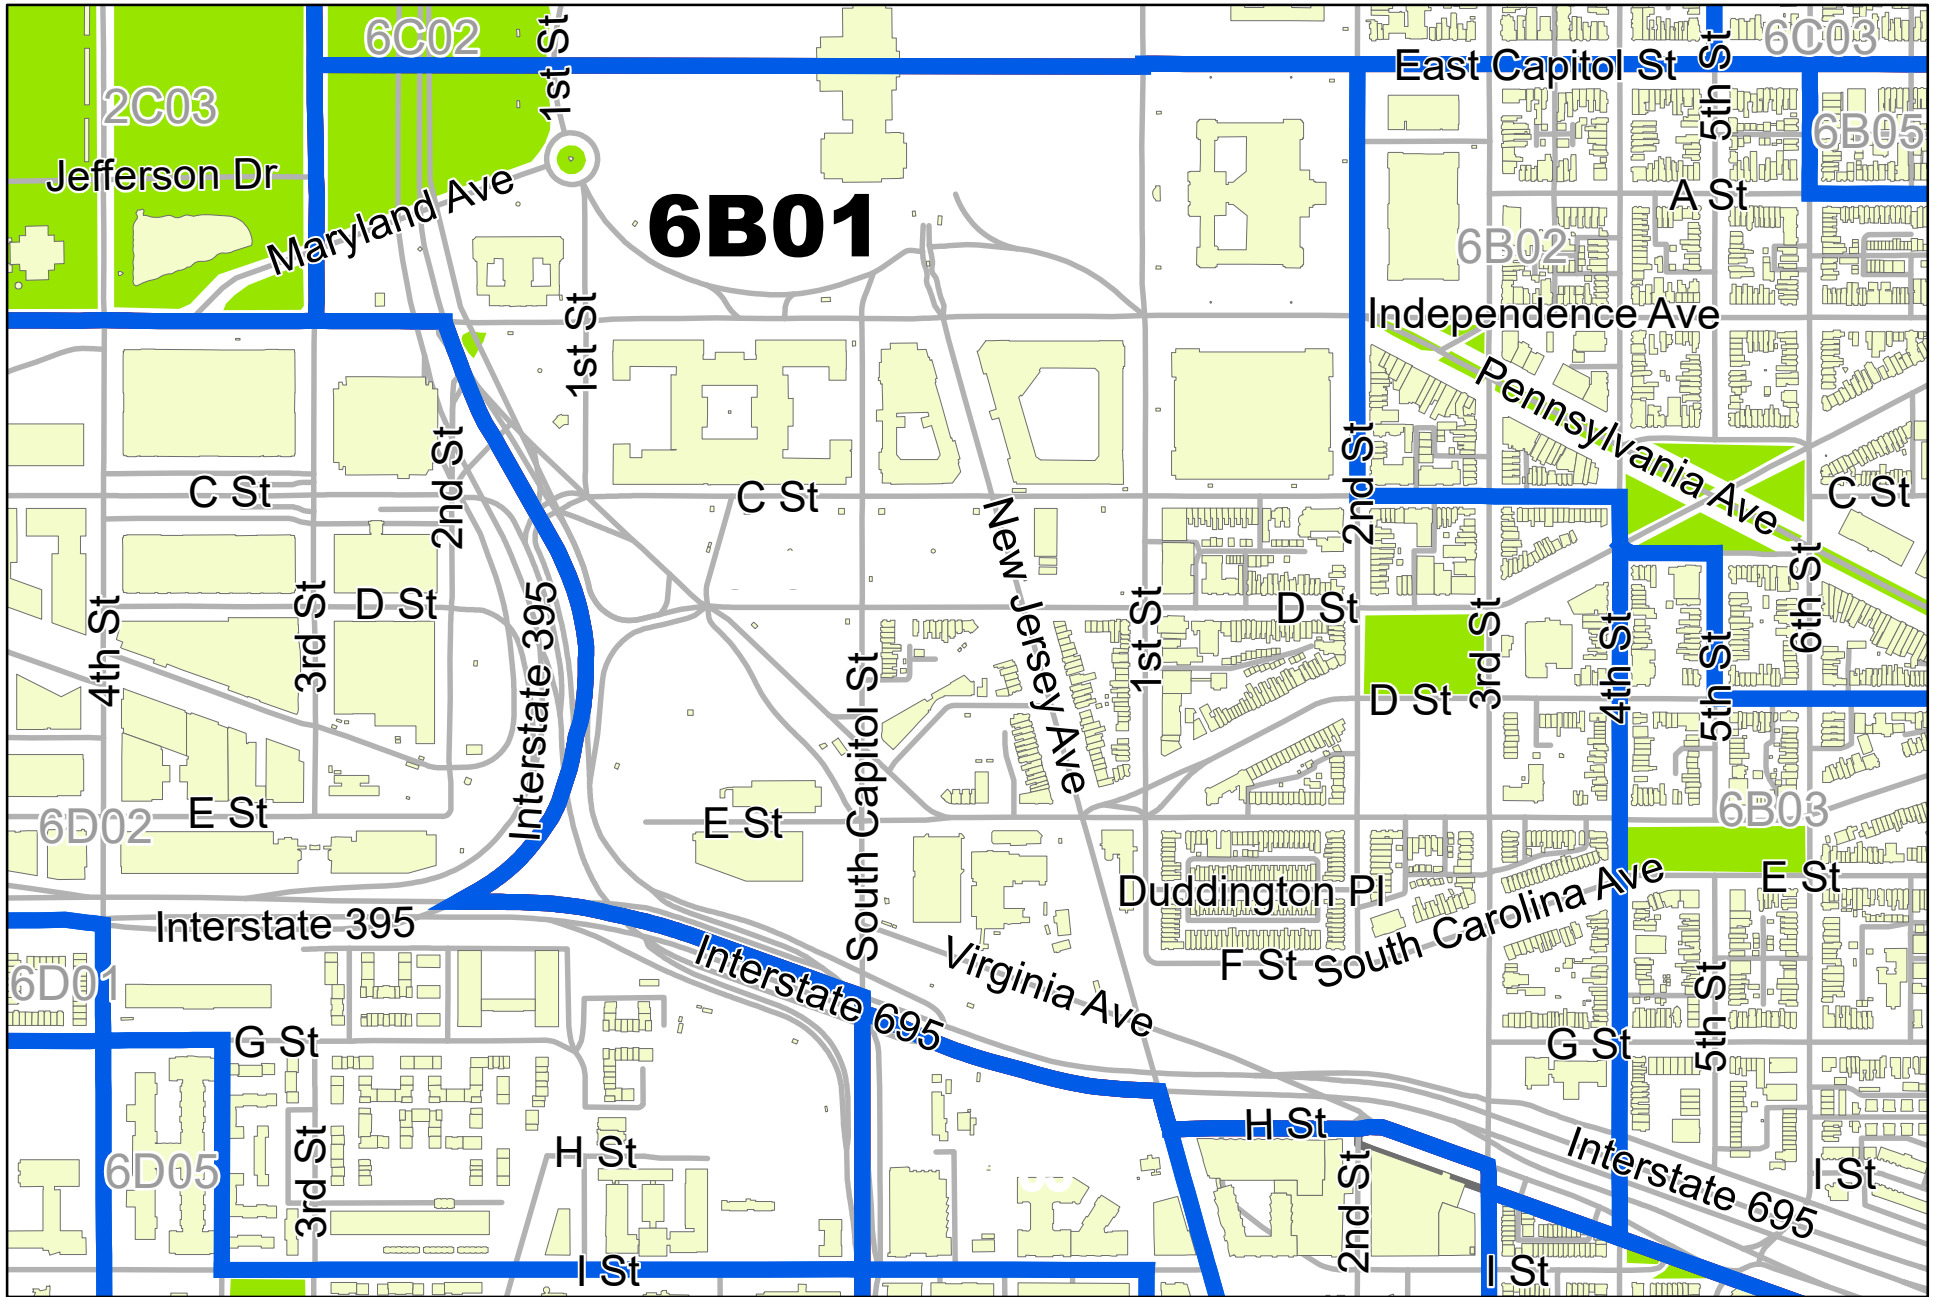 6C02
1st St
5th St
6C03
East Capitol St
2C03
1st St
5th St
6B05
Jefferson Dr
Maryland Ave
A St
6B01
6B02
1st St
Independence Ave
Pennsylvania Ave
2nd St
2nd St
C St
C St
C St
New Jersey Ave
4th St
3rd St
D St
Interstate 395
1st St
D St
3rd St
4th St
5th St
6th St
D St
South Capitol St
6D02
E St
E St
6B03
Duddington Pl
South Carolina Ave
E St
Interstate 395
Interstate 695
Virginia Ave
F St
6D01
G St
G St
5th St
3rd St
H St
H St
2nd St
Interstate 695
I St
6D05
I St
I St